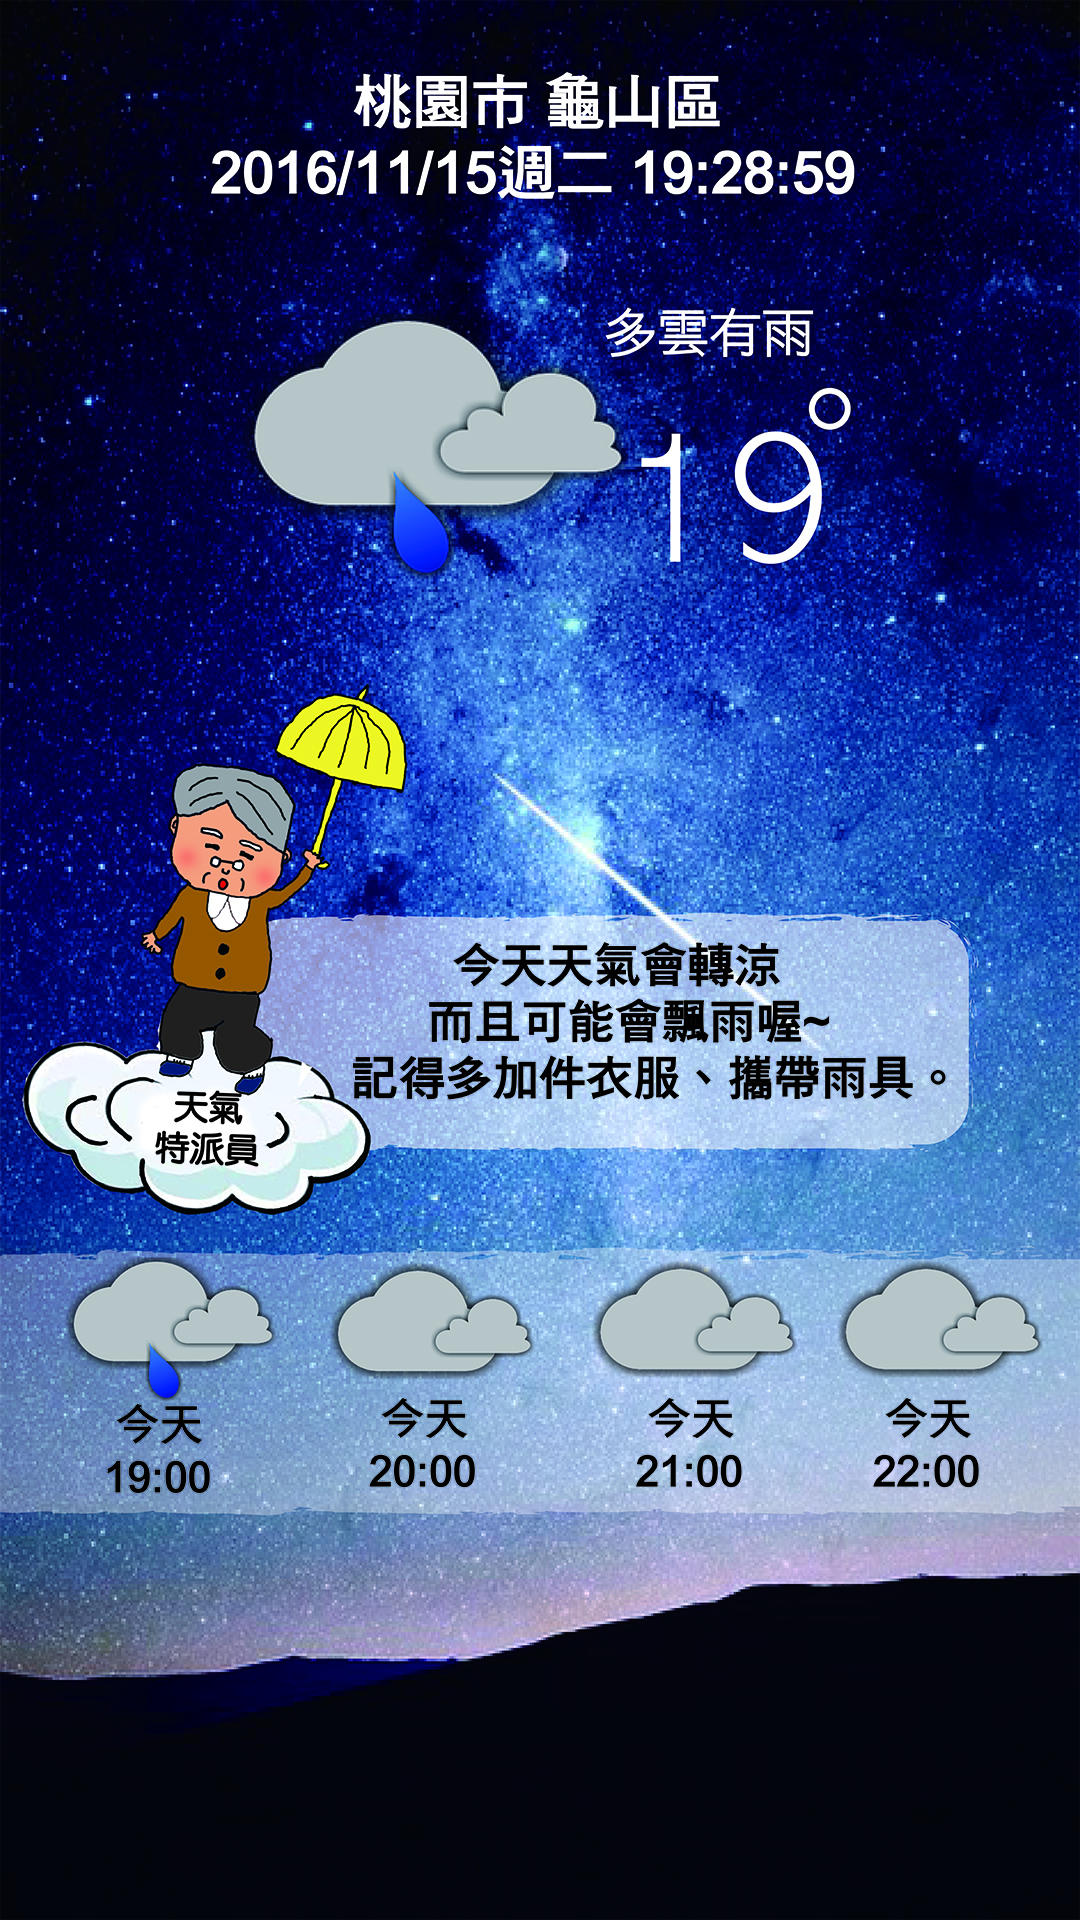 桃園市 龜山區
2016/11/15週二 19:28:59
多雲有雨
19°
今天天氣會轉涼
而且可能會飄雨喔~
記得多加件衣服、攜帶雨具。
天氣
特派員
今天
19:00
今天
20:00
今天
21:00
今天
22:00